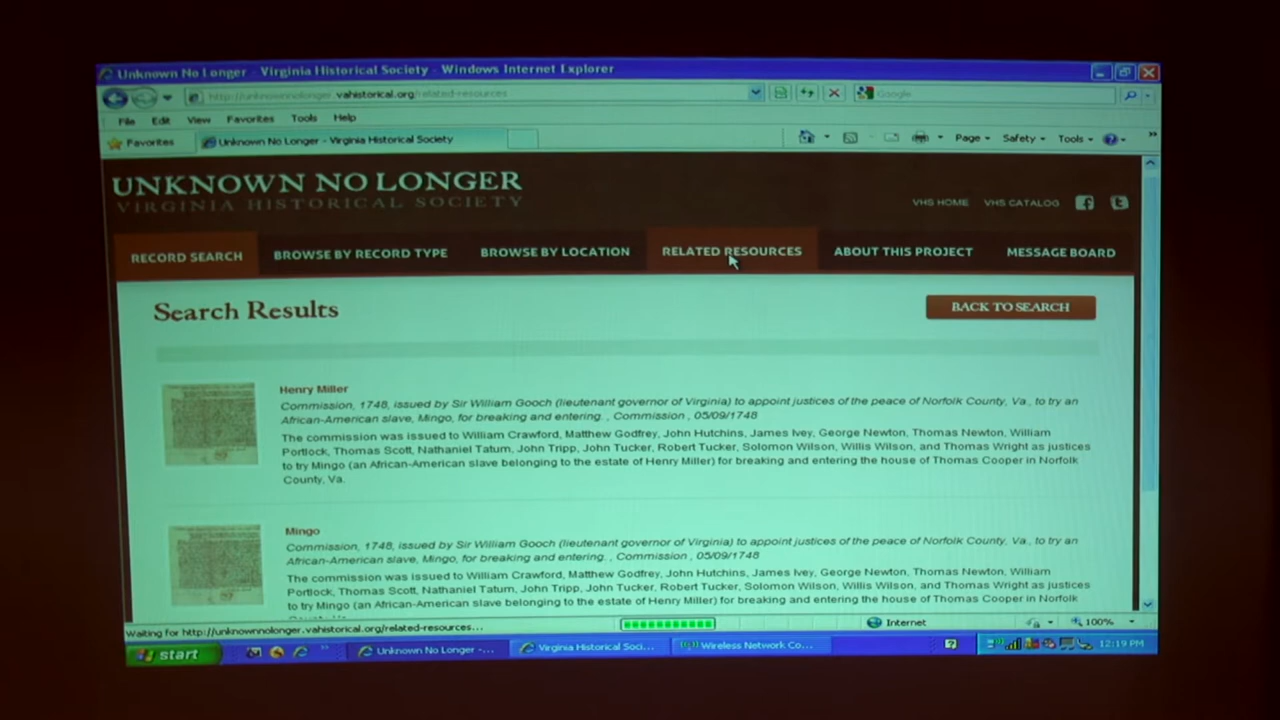 Unknown No Longer - Virginia Historical Society - Windows Internet Explorer
http://unknownnolonger.vahistorical.org/related-resources
Google
File Edit View Favorites Tools Help
Favorites Unknown No Longer - Virginia Historical Society Page Safety Tools
UNKNOWN NO LONGER
VIRGINIA HISTORICAL SOCIETY
VHS HOME VHS CATALOG
RECORD SEARCH BROWSE BY RECORD TYPE BROWSE BY LOCATION RELATED RESOURCES ABOUT THIS PROJECT MESSAGE BOARD
Search Results BACK TO SEARCH
Henry Miller
Commission, 1748, issued by Sir William Gooch (lieutenant governor of Virginia) to appoint justices of the peace of Norfolk County, Va., to try an
African-American slave, Mingo, for breaking and entering. , Commission , 05/09/1748
The commission was issued to William Crawford, Matthew Godfrey, John Hutchins, James Ivey, George Newton, Thomas Newton, William
Portlock, Thomas Scott, Nathaniel Tatum, John Tripp, John Tucker, Robert Tucker, Solomon Wilson, Willis Wilson, and Thomas Wright as justices
to try Mingo (an African-American slave belonging to the estate of Henry Miller) for breaking and entering the house of Thomas Cooper in Norfolk
County, Va.
Mingo
Commission, 1748, issued by Sir William Gooch (lieutenant governor of Virginia) to appoint justices of the peace of Norfolk County, Va., to try an
African-American slave, Mingo, for breaking and entering. , Commission , 05/09/1748
The commission was issued to William Crawford, Matthew Godfrey, John Hutchins, James Ivey, George Newton, Thomas Newton, William
Portlock, Thomas Scott, Nathaniel Tatum, John Tripp, John Tucker, Robert Tucker, Solomon Wilson, Willis Wilson, and Thomas Wright as justices
to try Mingo (an African-American slave belonging to the estate of Henry Miller) for breaking and entering the house of Thomas Cooper in Norfolk
Waiting for http://unknownnolonger.vahistorical.org/related-resources... Internet 100%
start Unknown No Longer -... Virginia Historical Soci... Wireless Network Co... 12:19 PM